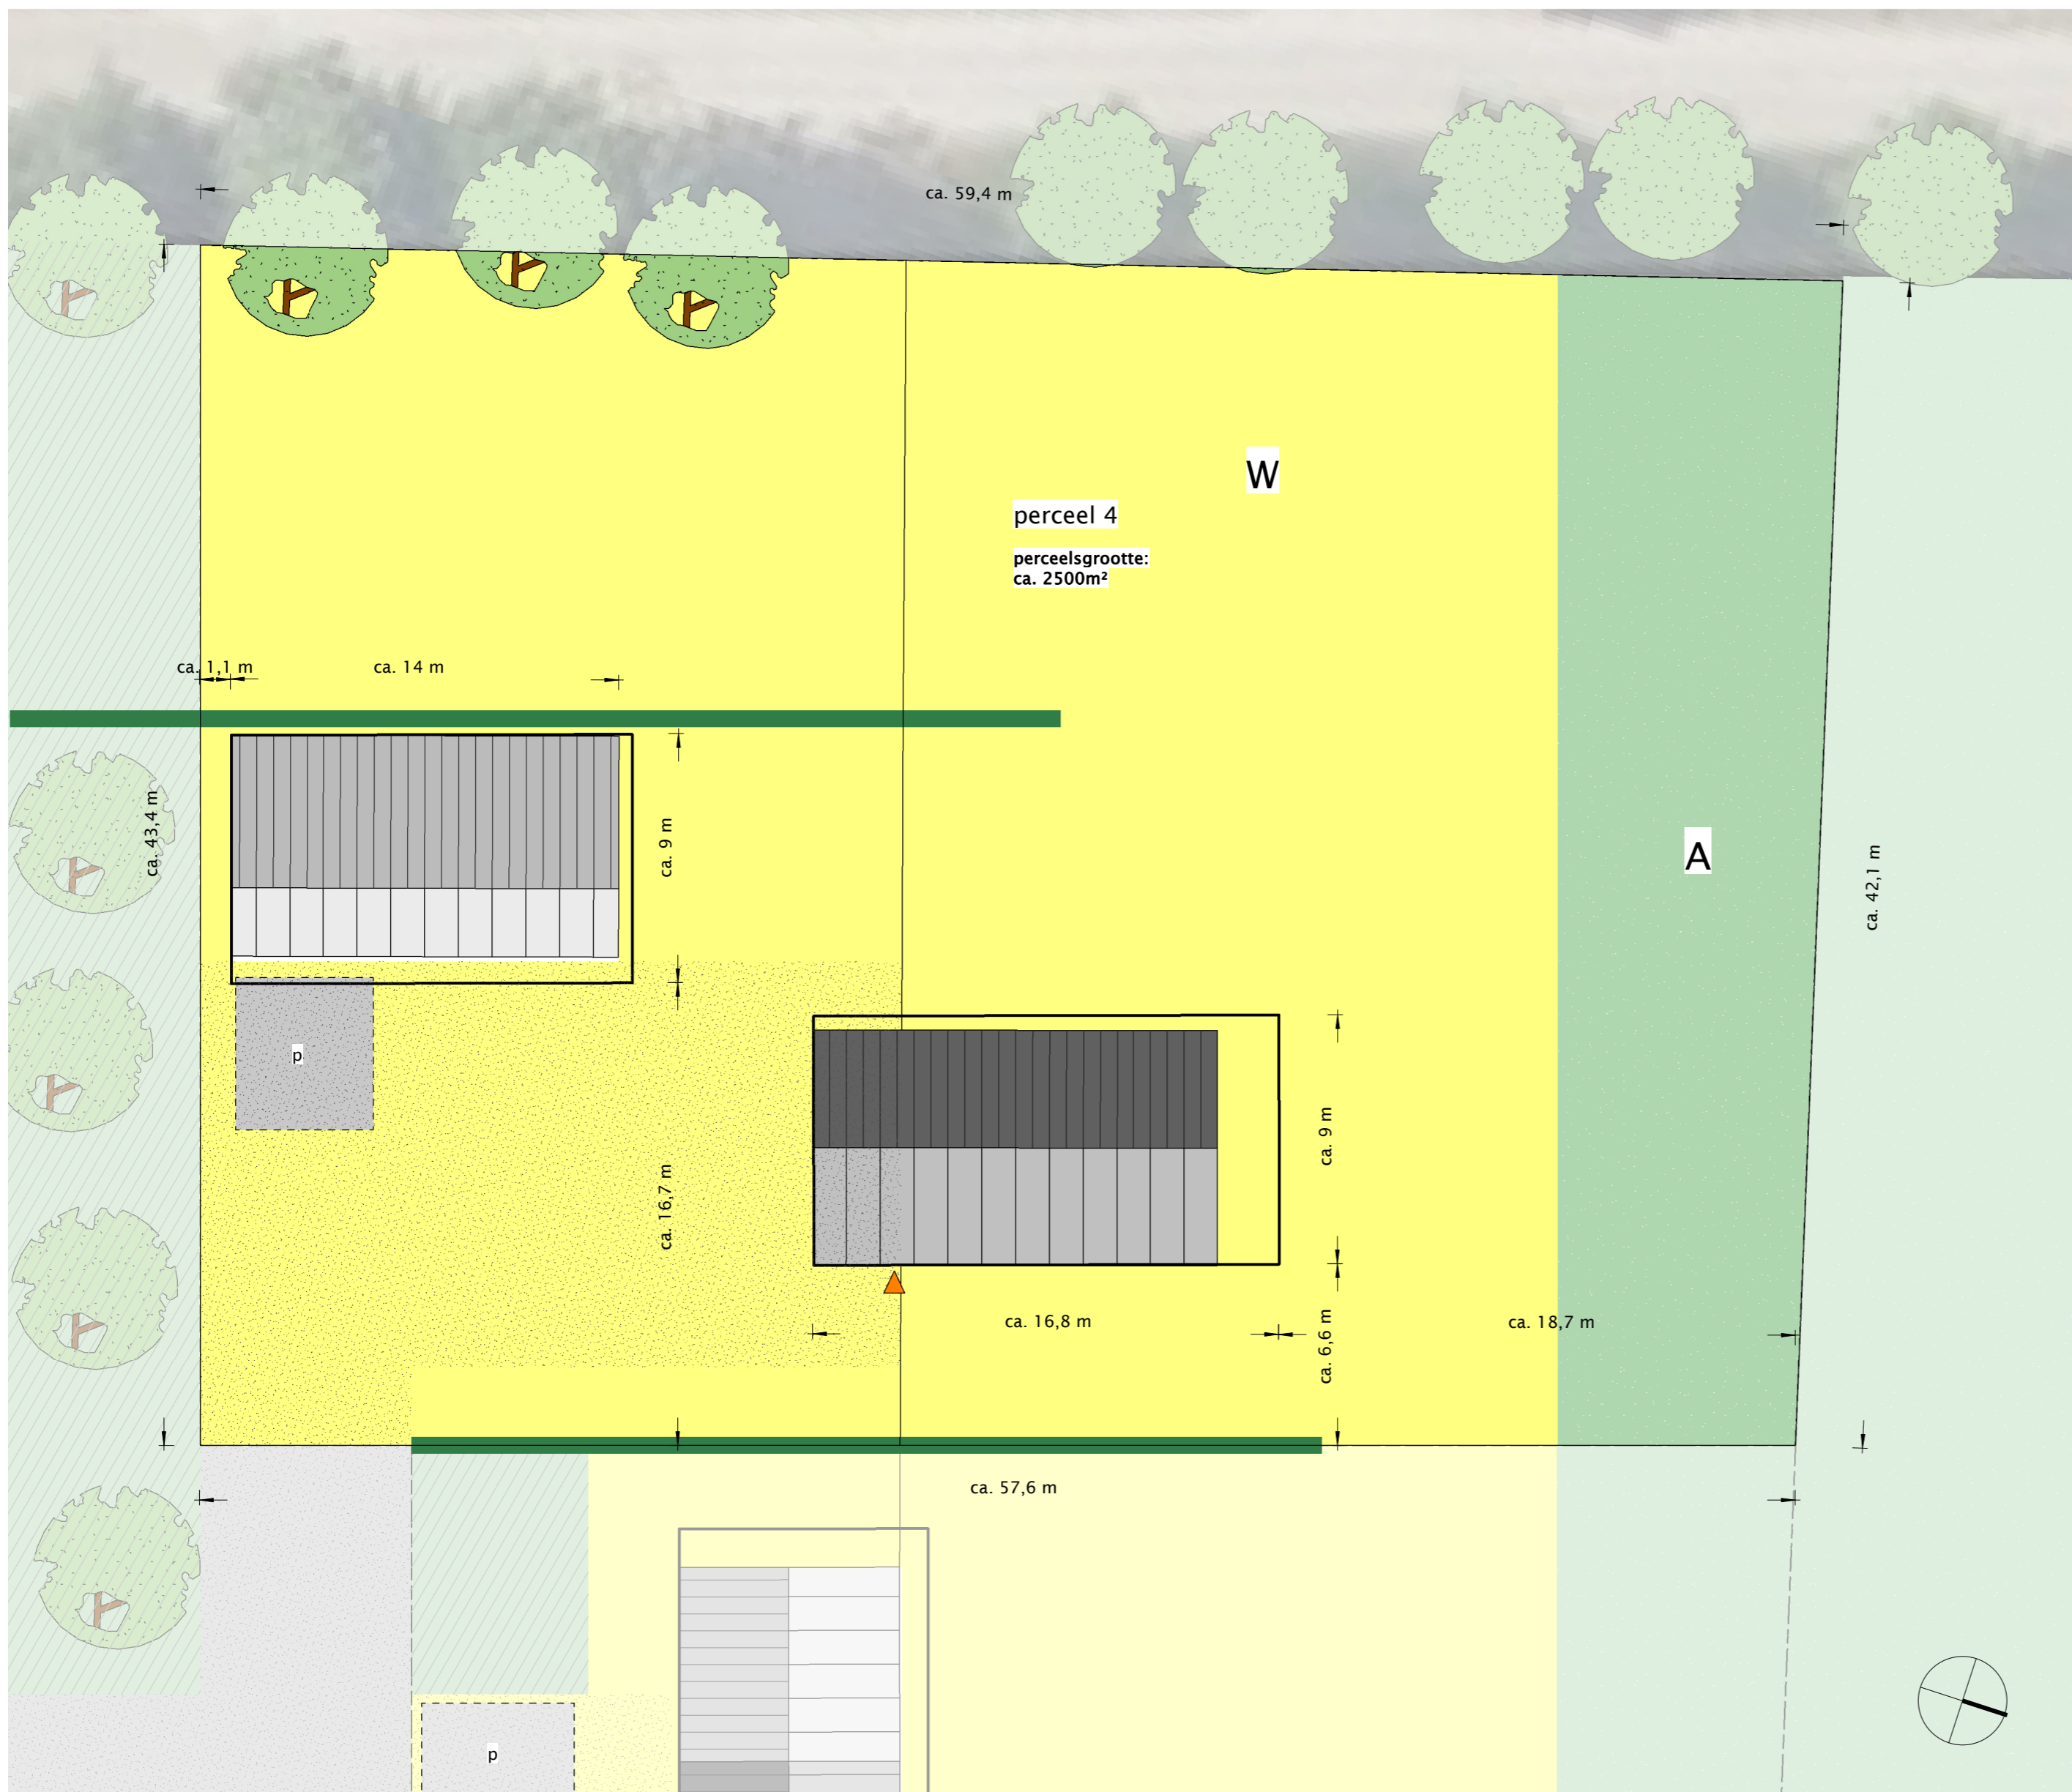 ca. 59,4 m
W
perceel 4
perceelsgrootte:
ca. 2500m²
ca. 1,1 m
ca. 14 m
ca. 43,4 m
ca. 9 m
A
ca. 42,1 m
p
ca. 9 m
ca. 16,7 m
ca. 16,8 m
ca. 6,6 m
ca. 18,7 m
ca. 57,6 m
p